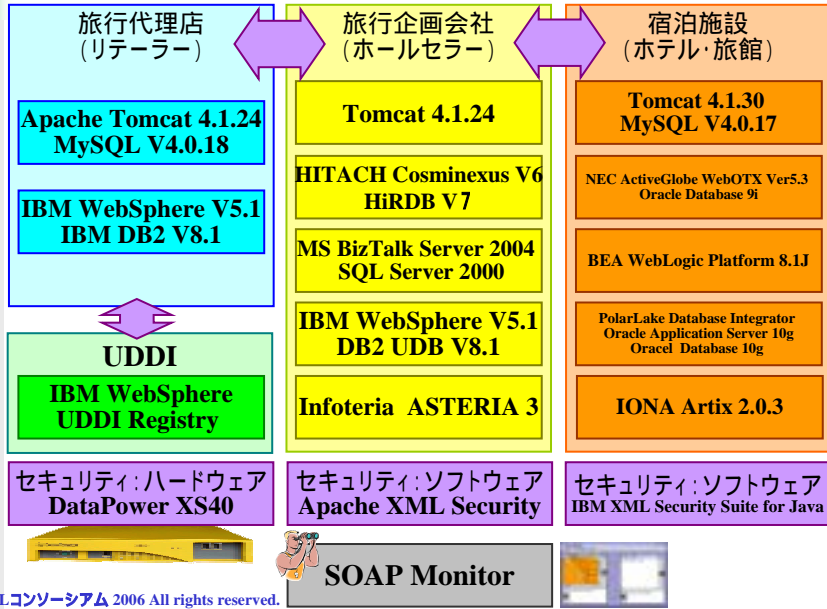 旅行代理店
(リテーラー)
Apache Tomcat 4.1.24
MySQL V4.0.18
IBM WebSphere V5.1
IBM DB2 V8.1
UDDI
IBM WebSphere
UDDI Registry
旅行企画会社
(ホールセラー)
Tomcat 4.1.24
HITACH Cosminexus V6
HiRDB V7
MS BizTalk Server 2004
SQL Server 2000
IBM WebSphere V5.1
DB2 UDB V8.1
Infoteria ASTERIA 3
宿泊施設
(ホテル・旅館)
Tomcat 4.1.30
MySQL V4.0.17
NEC ActiveGlobe WebOTX Ver5.3
Oracle Database 9i
BEA WebLogic Platform 8.1J
PolarLake Database Integrator
Oracle Application Server 10g
Oracel Database 10g
IONA Artix 2.0.3
セキュリティ:ハードウェア
DataPower XS40
セキュリティ:ソフトウェア
Apache XML Security
セキュリティ:ソフトウェア
IBM XML Security Suite for Java
SOAP Monitor
Lコンソーシアム 2006 All rights reserved.